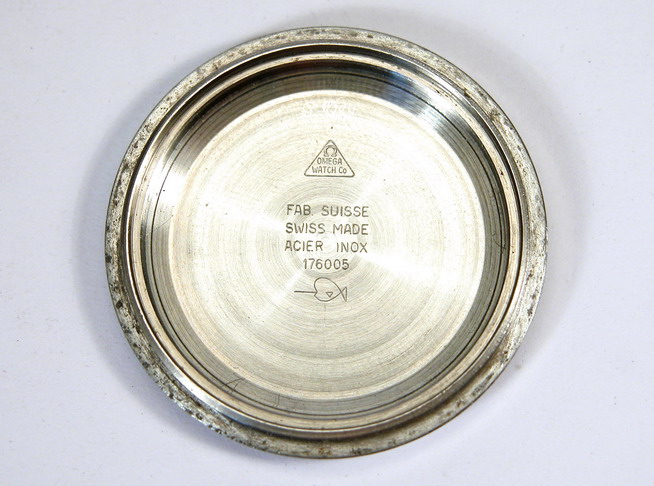 Ω
OMEGA
WATCH Co
FAB. SUISSE
SWISS MADE
ACIER INOX
176005